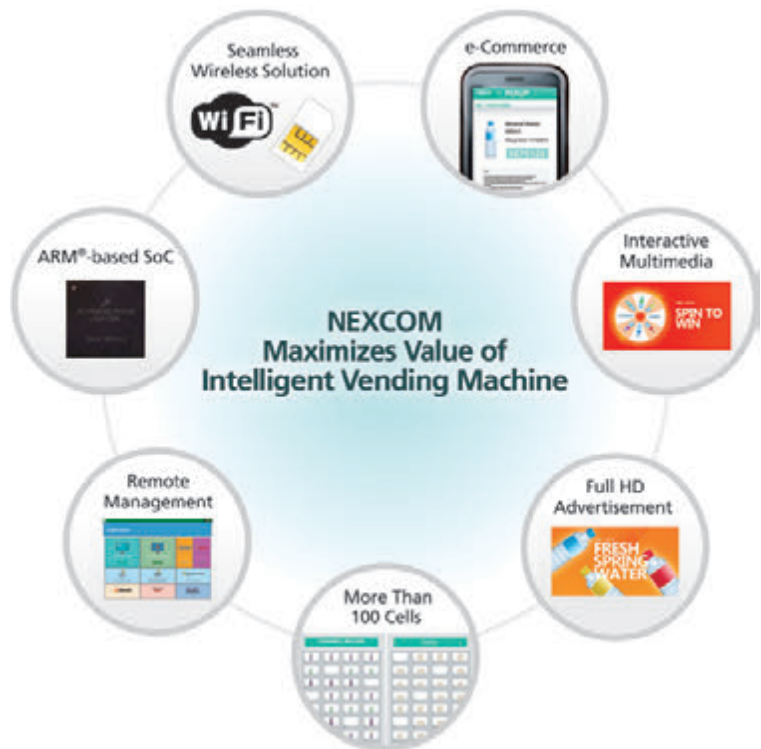 Seamless
Wireless Solution
WiFi™
e-Commerce
ARM®-based SoC
Interactive
Multimedia
SPIN TO
WIN
NEXCOM
Maximizes Value of
Intelligent Vending Machine
Remote
Management
Full HD
Advertisement
FRESH
SPRING
WATER
More Than
100 Cells